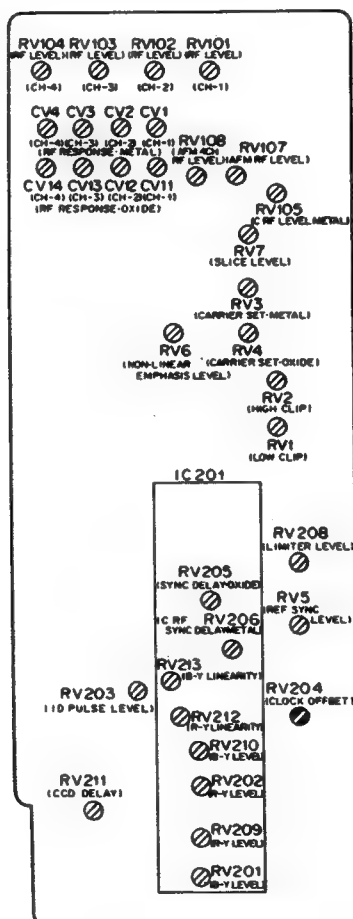 RV104 RV103 RV102 RV101
(RF LEVEL)(RF LEVEL)(RF LEVEL)(RF LEVEL)
(CH-4) (CH-3) (CH-2) (CH-1)
CV4 CV3 CV2 CV1
(CH-4)(CH-3)(CH-2)(CH-1)
(RF RESPONSE-METAL)
RV108
(AFM 4CH
RF LEVEL)
RV107
(AFM RF LEVEL)
CV14 CV13 CV12 CV11
(CH-4) (CH-3) (CH-2)(CH-1)
(RF RESPONSE-OXIDE)
RV105
(C RF LEVEL METAL)
RV7
(SLICE LEVEL)
RV3
(CARRIER SET-METAL)
RV6
(NON-LINEAR
EMPHASIS LEVEL)
RV4
(CARRIER SET-OXIDE)
RV2
(HIGH CLIP)
RV1
(LOW CLIP)
IC201
RV208
(LIMITER LEVEL)
RV205
(SYNC DELAY-OXIDE)
RV5
(REF SYNC
LEVEL)
(C RF RV206
SYNC DELAY METAL)
RV213
(B-Y LINEARITY)
RV203
(ID PULSE LEVEL)
RV204
(CLOCK OFFSET)
RV212
(R-Y LINEARITY)
RV210
(B-Y LEVEL)
RV211
(CCD DELAY)
RV202
(R-Y LEVEL)
RV209
(R-Y LEVEL)
RV201
(B-Y LEVEL)